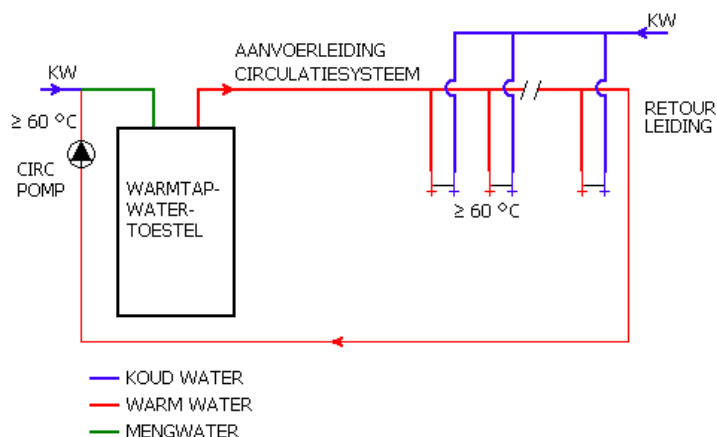 KW
AANVOERLEIDING
CIRCULATIESYSTEEM
KW
≥ 60 °C
RETOUR
LEIDING
CIRC
POMP
WARMTAP-
WATER-
TOESTEL
≥ 60 °C
KOUD WATER
WARM WATER
MENGWATER